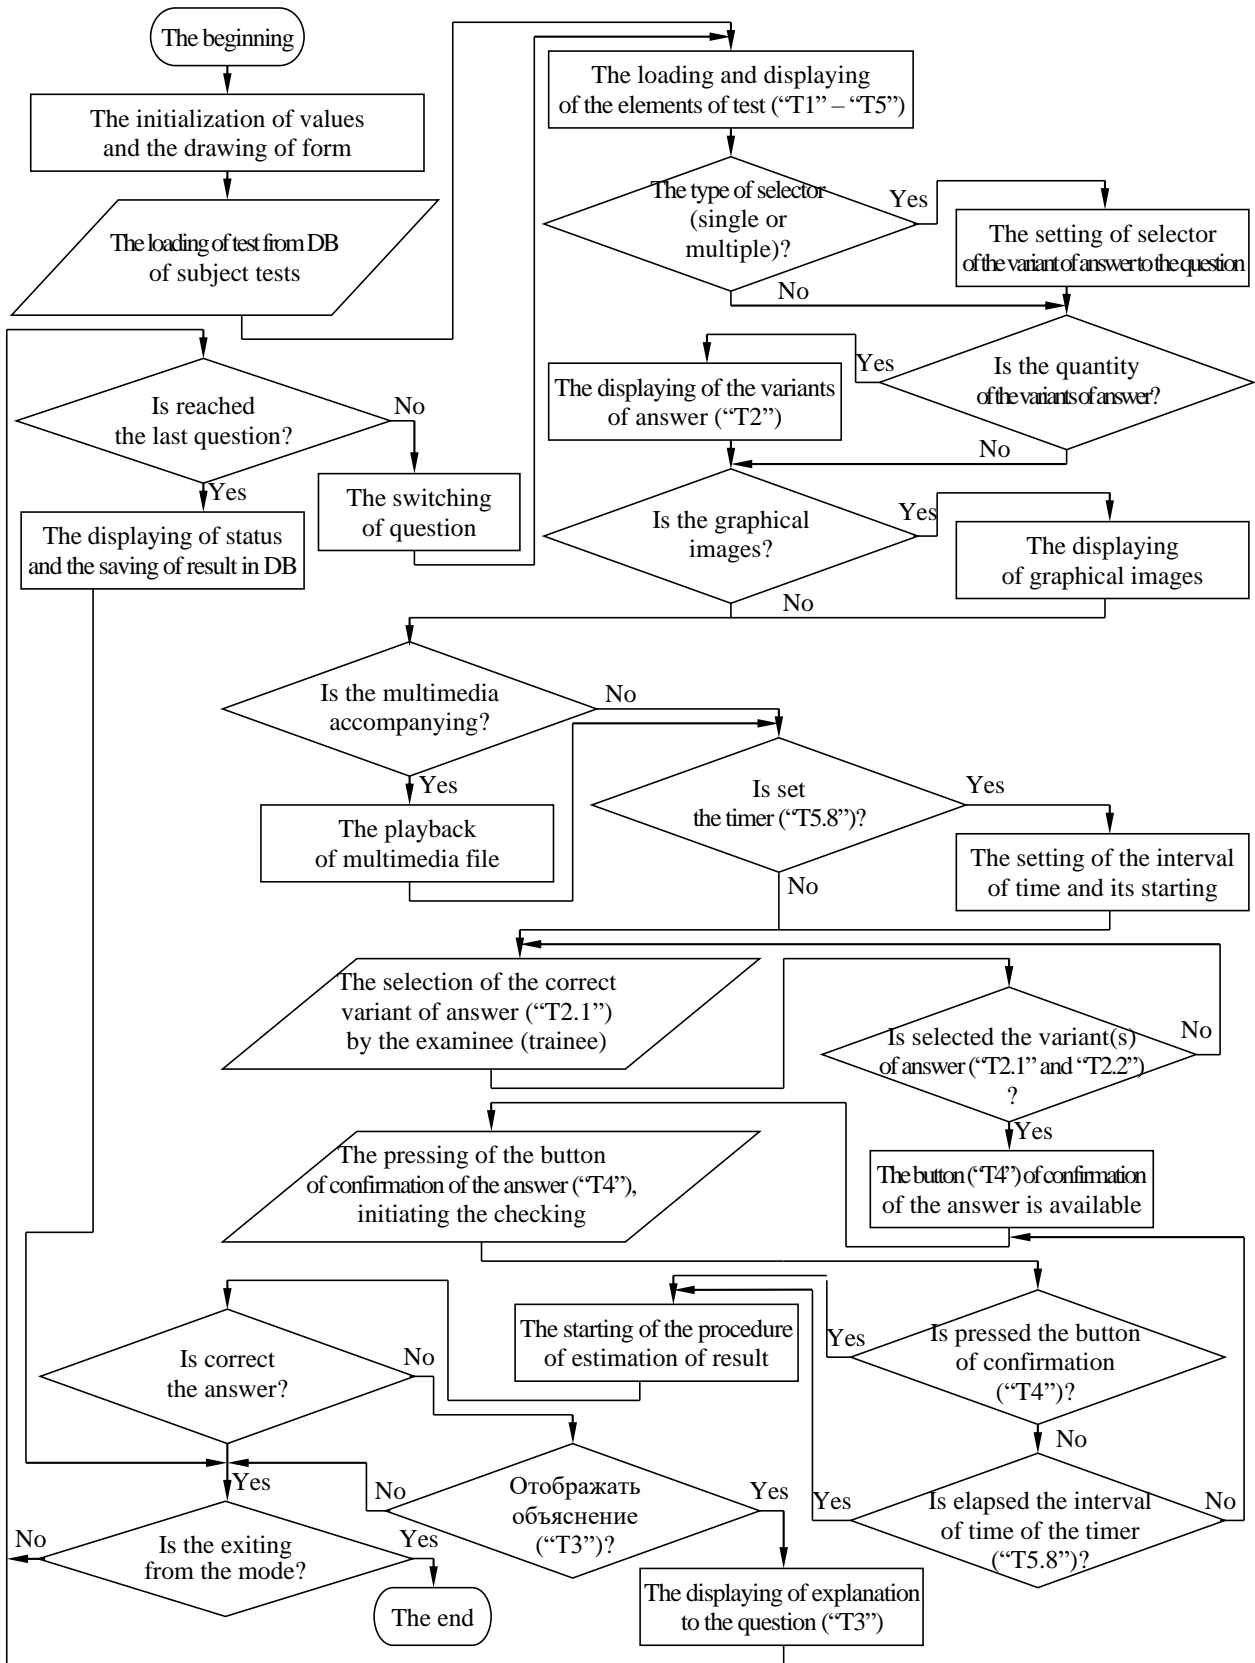 The beginning
The initialization of values
and the drawing of form
The loading of test from DB
of subject tests
The loading and displaying
of the elements of test (“T1” – “T5”)
The type of selector
(single or
multiple)?
Yes
The setting of selector
of the variant of answer to the question
No
Is the quantity
of the variants of answer?
Yes
The displaying of the variants
of answer (“T2”)
No
Is reached
the last question?
No
Yes
The switching
of question
The displaying of status
and the saving of result in DB
Is the graphical
images?
Yes
The displaying
of graphical images
No
Is the multimedia
accompanying?
No
Yes
The playback
of multimedia file
Is set
the timer (“T5.8”)?
Yes
No
The setting of the interval
of time and its starting
The selection of the correct
variant of answer (“T2.1”)
by the examinee (trainee)
Is selected the variant(s)
of answer (“T2.1” and “T2.2”)
?
No
Yes
The button (“T4”) of confirmation
of the answer is available
The pressing of the button
of confirmation of the answer (“T4”),
initiating the checking
Is pressed the button
of confirmation
(“T4”)?
Yes
No
The starting of the procedure
of estimation of result
Is correct
the answer?
No
Yes
Отображать
объяснение
(“T3”)?
No
Yes
Is elapsed the interval
of time of the timer
(“T5.8”)?
Yes
No
Is the exiting
from the mode?
No
Yes
The end
The displaying of explanation
to the question (“T3”)